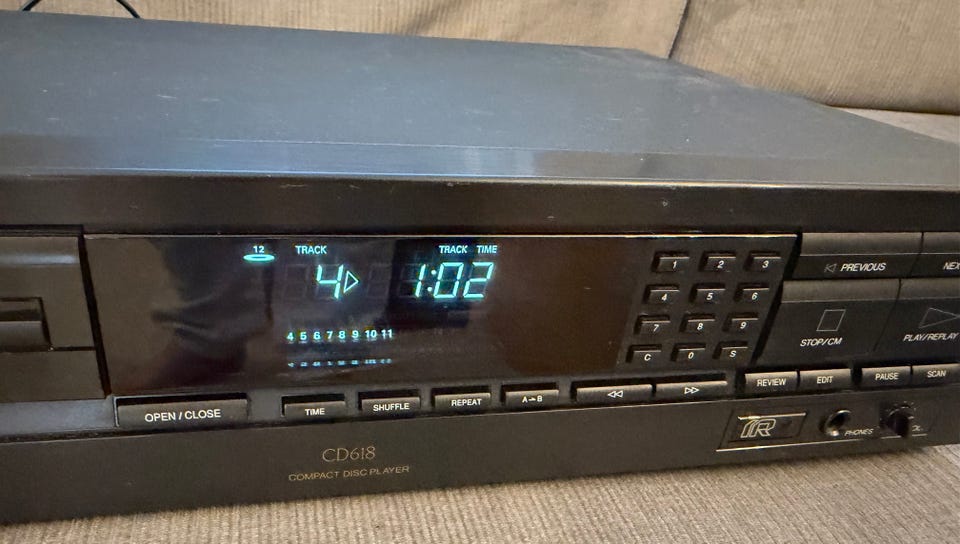 12 TRACK TRACK TIME
4 1:02
4 5 6 7 8 9 10 11
1 2 3
4 5 6
7 8 9
C 0 S
PREVIOUS
STOP/CM PLAY/REPLAY
OPEN/CLOSE TIME SHUFFLE REPEAT A-B REVIEW EDIT PAUSE SCAN
CD618
COMPACT DISC PLAYER
PHONES